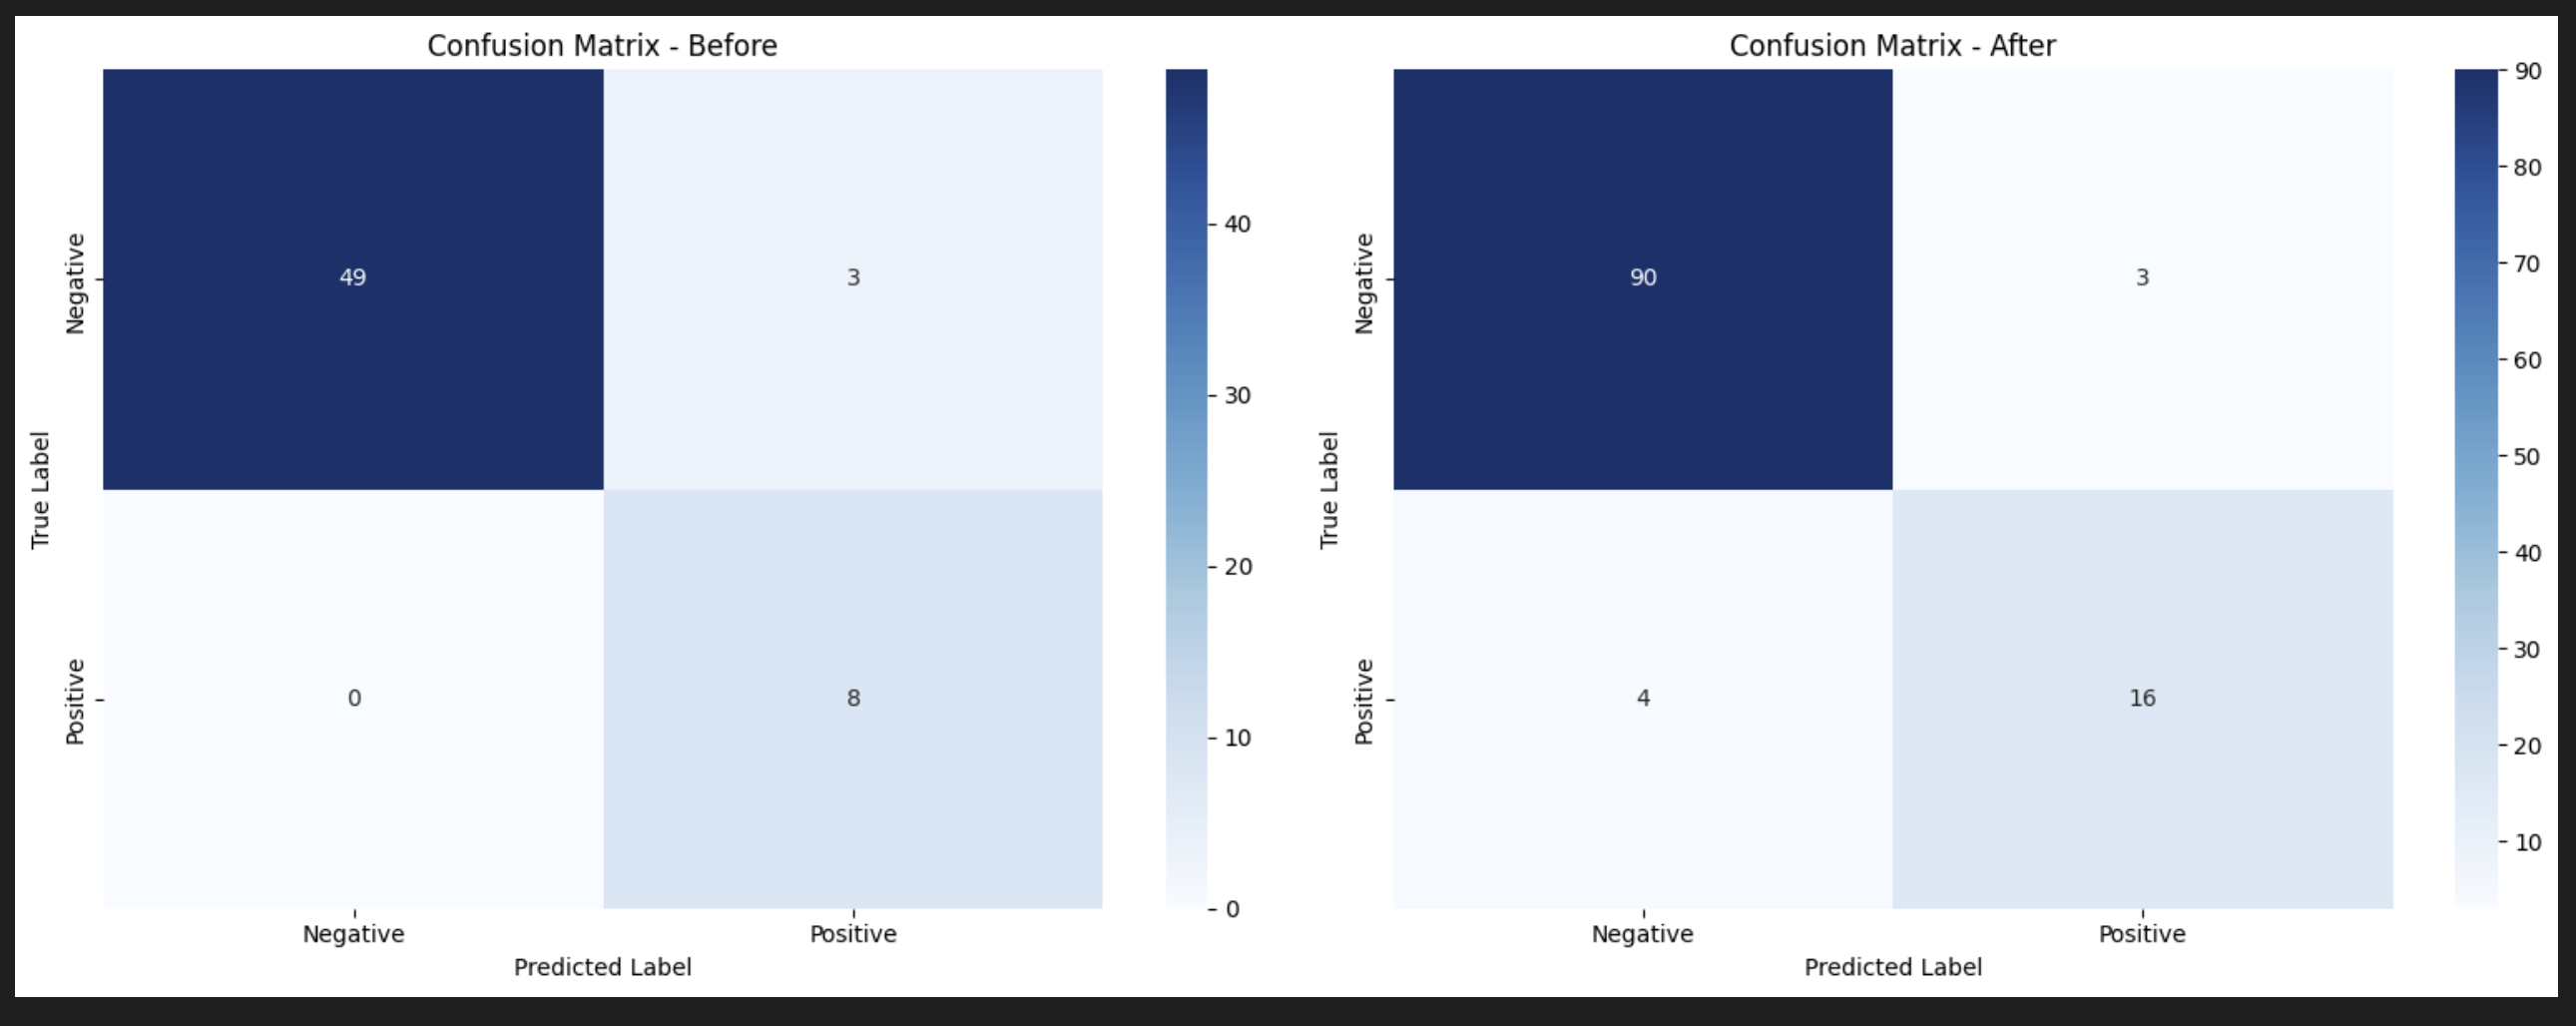 Confusion Matrix - Before
True Label
Negative
Positive
49
3
0
8
Negative
Positive
Predicted Label
40
30
20
10
0
Confusion Matrix - After
True Label
Negative
Positive
90
3
4
16
Negative
Positive
Predicted Label
90
80
70
60
50
40
30
20
10